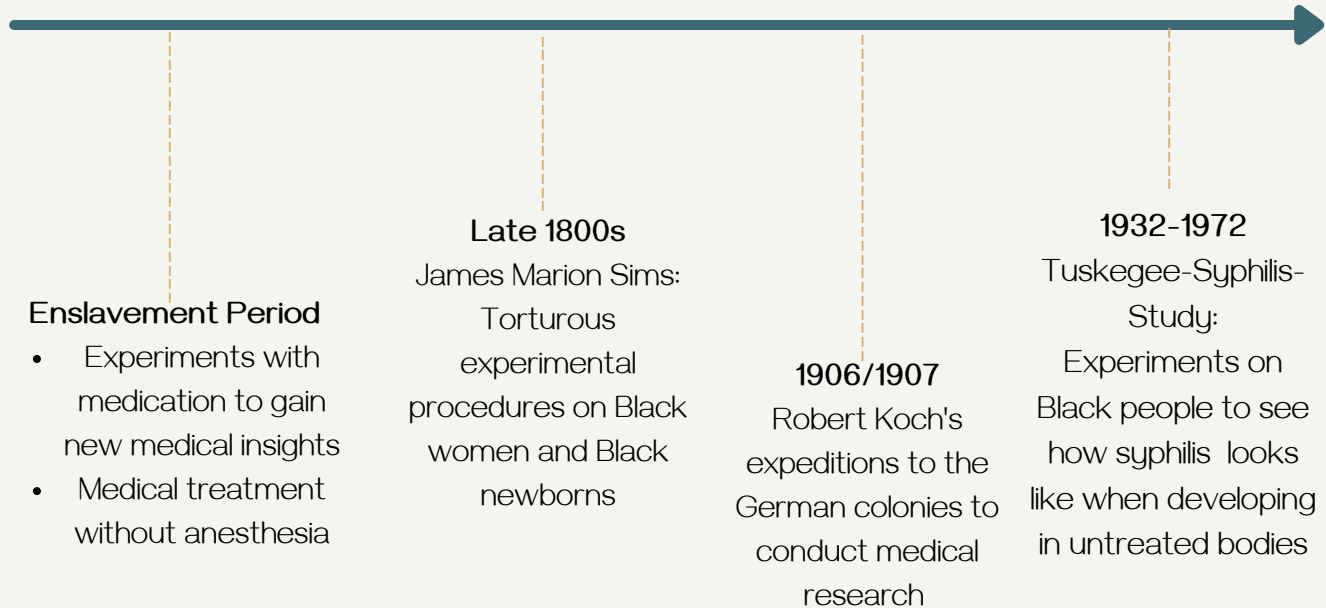 Enslavement Period
• Experiments with
medication to gain
new medical insights
• Medical treatment
without anesthesia
Late 1800s
James Marion Sims:
Torturous
experimental
procedures on Black
women and Black
newborns
1906/1907
Robert Koch's
expeditions to the
German colonies to
conduct medical
research
1932-1972
Tuskegee-Syphilis-
Study:
Experiments on
Black people to see
how syphilis looks
like when developing
in untreated bodies